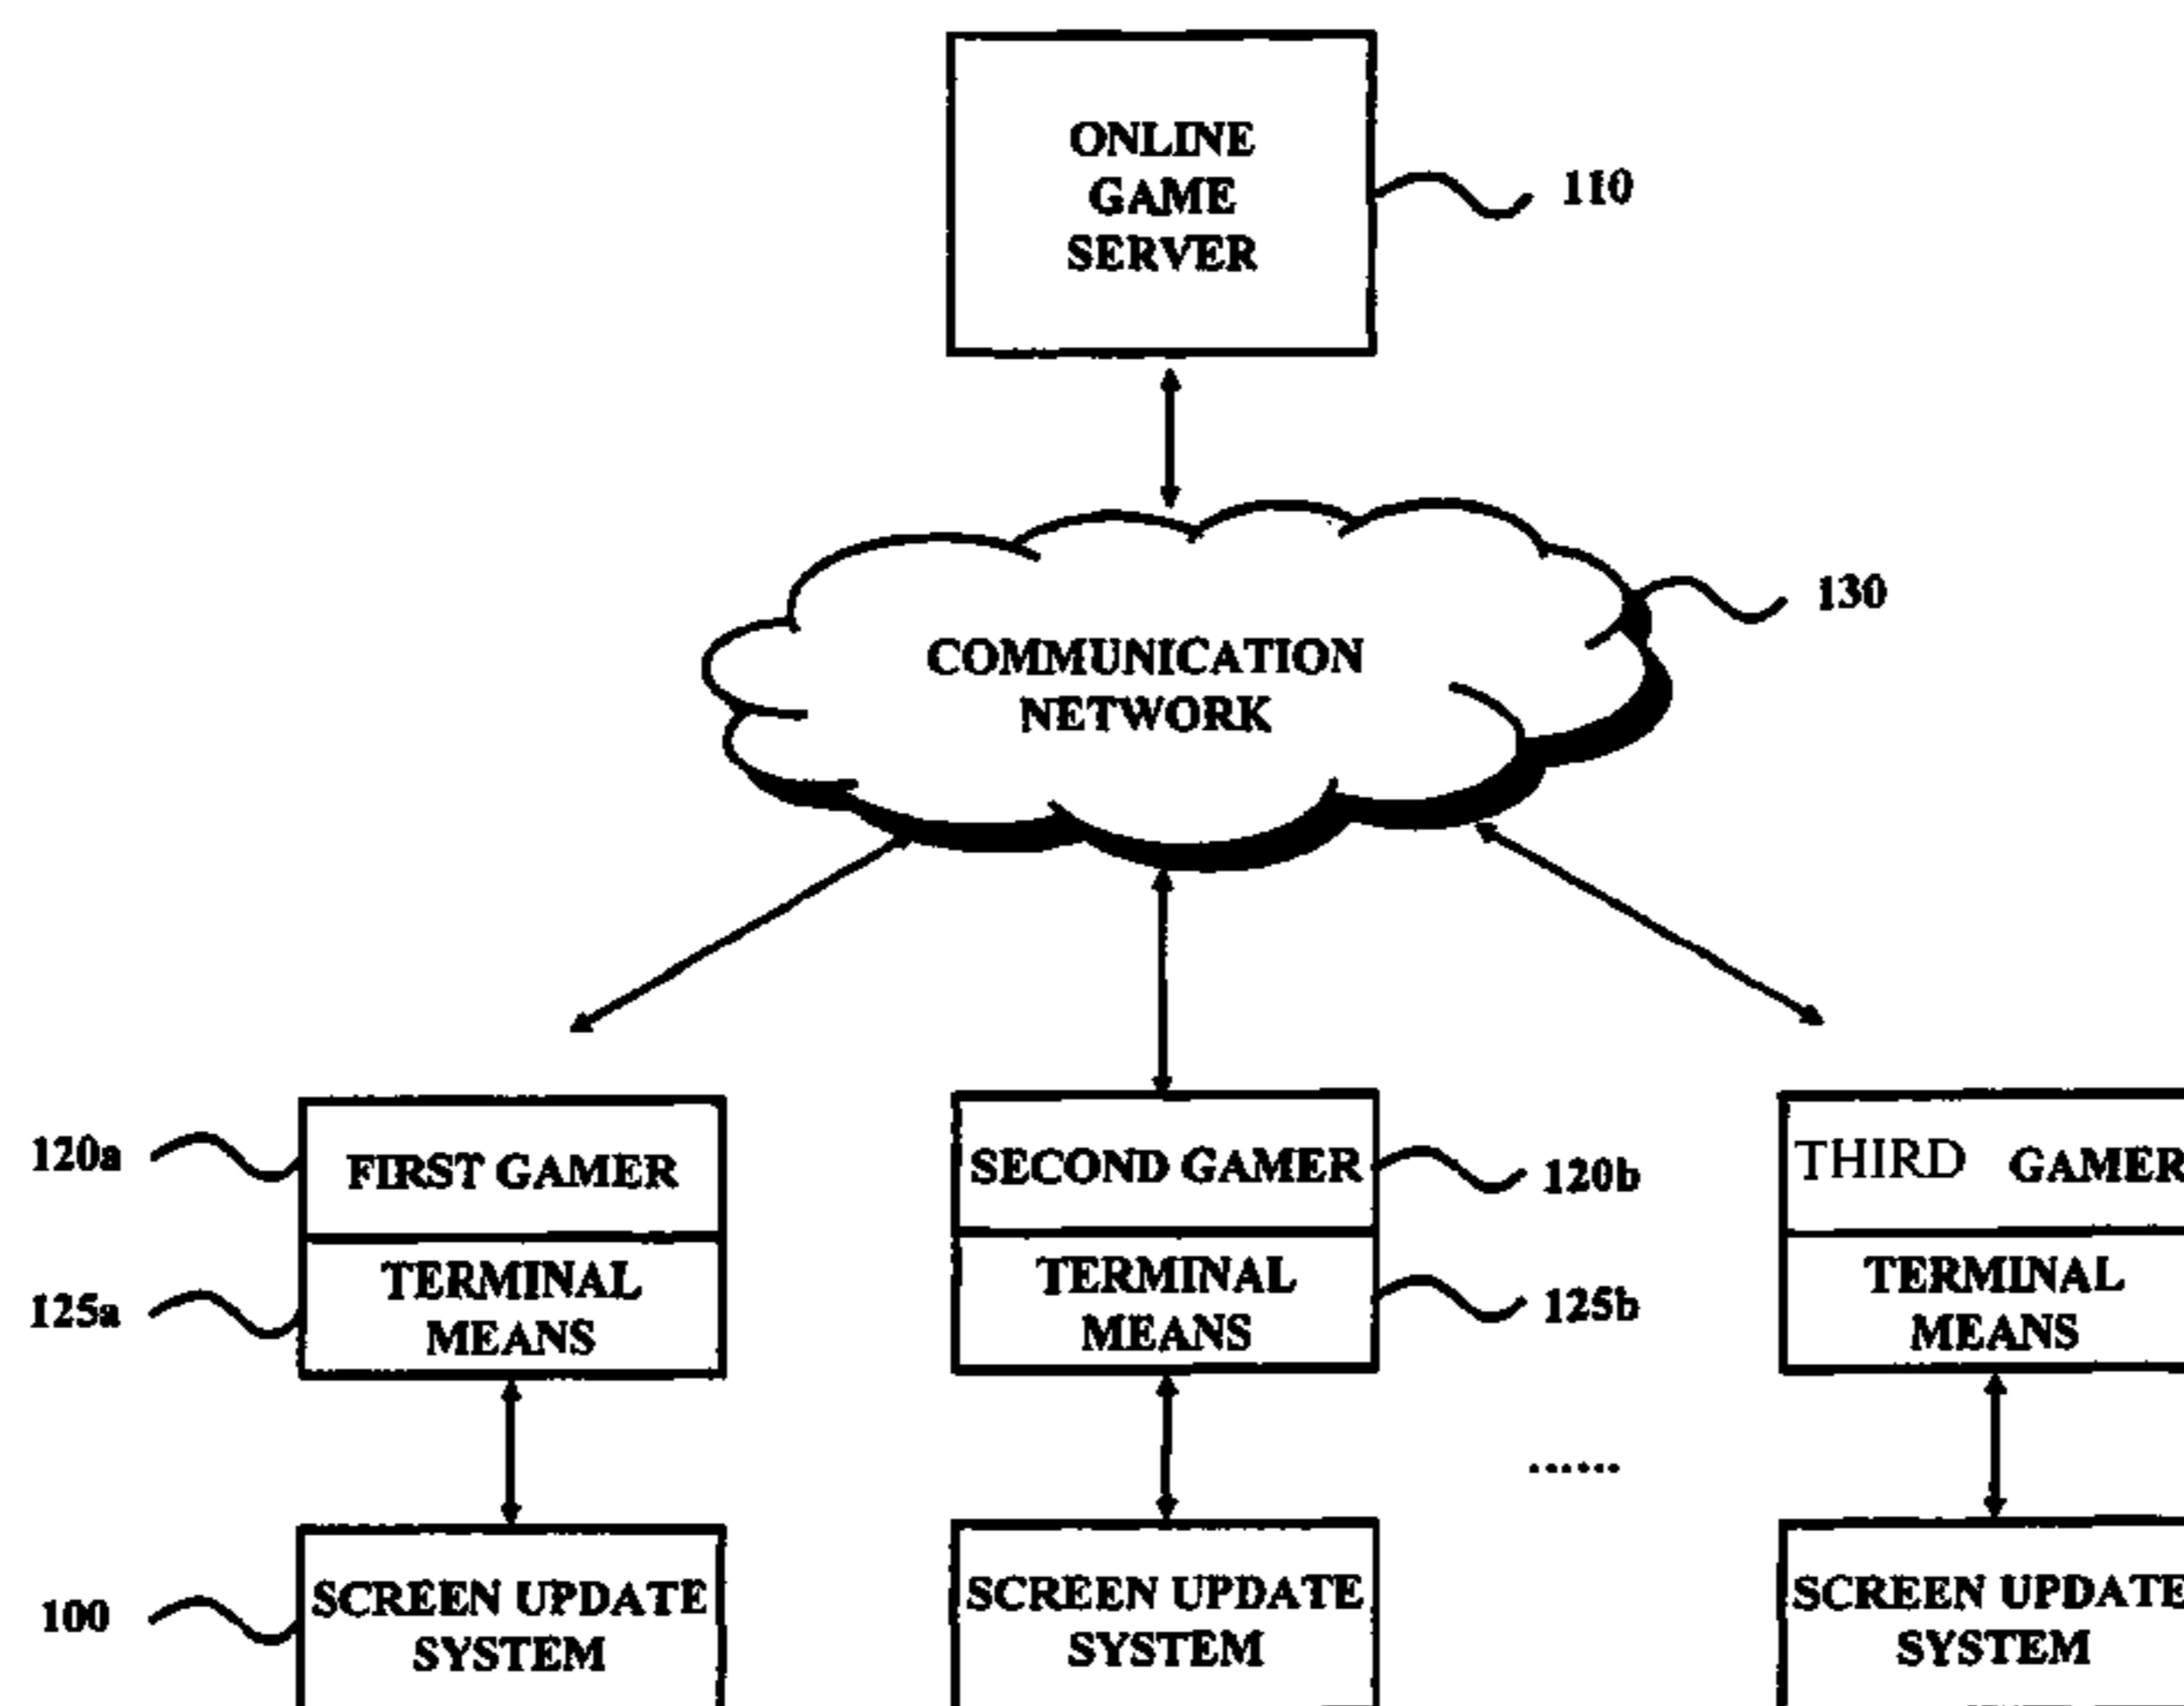 ONLINE
GAME
SERVER
110
130
COMMUNICATION
NETWORK
120a
FIRST GAMER
SECOND GAMER
120b
THIRD GAMER
125a
TERMINAL
MEANS
TERMINAL
MEANS
125b
TERMINAL
MEANS
......
100
SCREEN UPDATE
SYSTEM
SCREEN UPDATE
SYSTEM
SCREEN UPDATE
SYSTEM